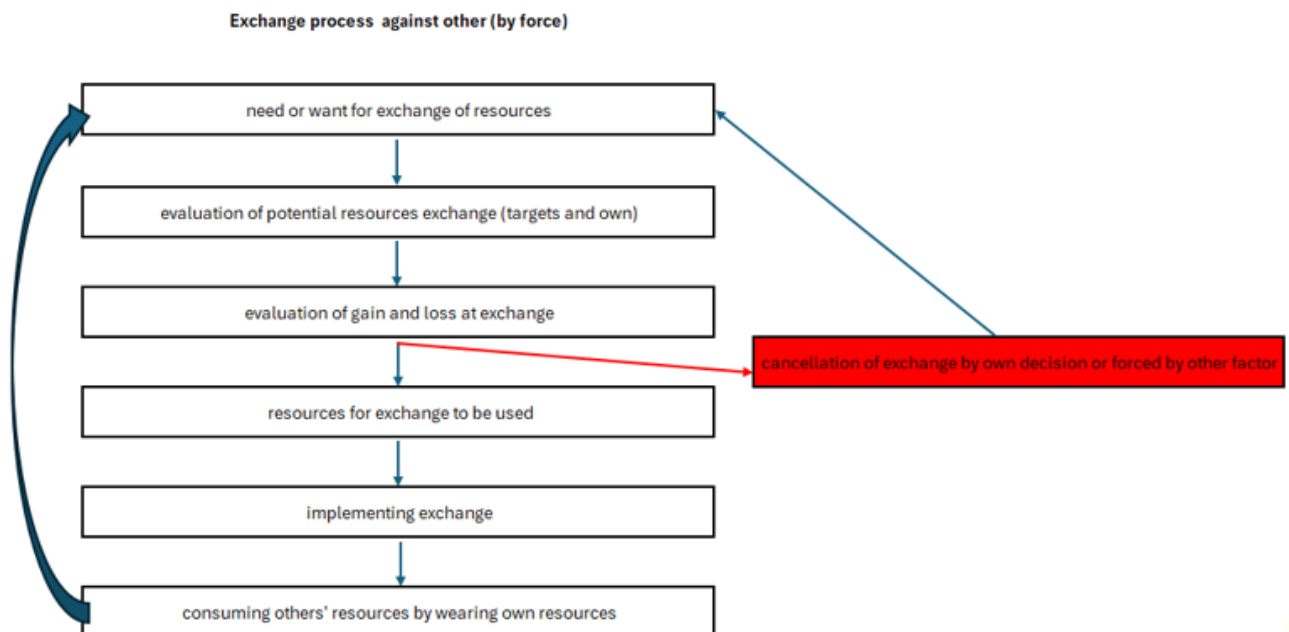 Exchange process against other (by force)
need or want for exchange of resources
evaluation of potential resources exchange (targets and own)
evaluation of gain and loss at exchange
cancellation of exchange by own decision or forced by other factor
resources for exchange to be used
implementing exchange
consuming others' resources by wearing own resources